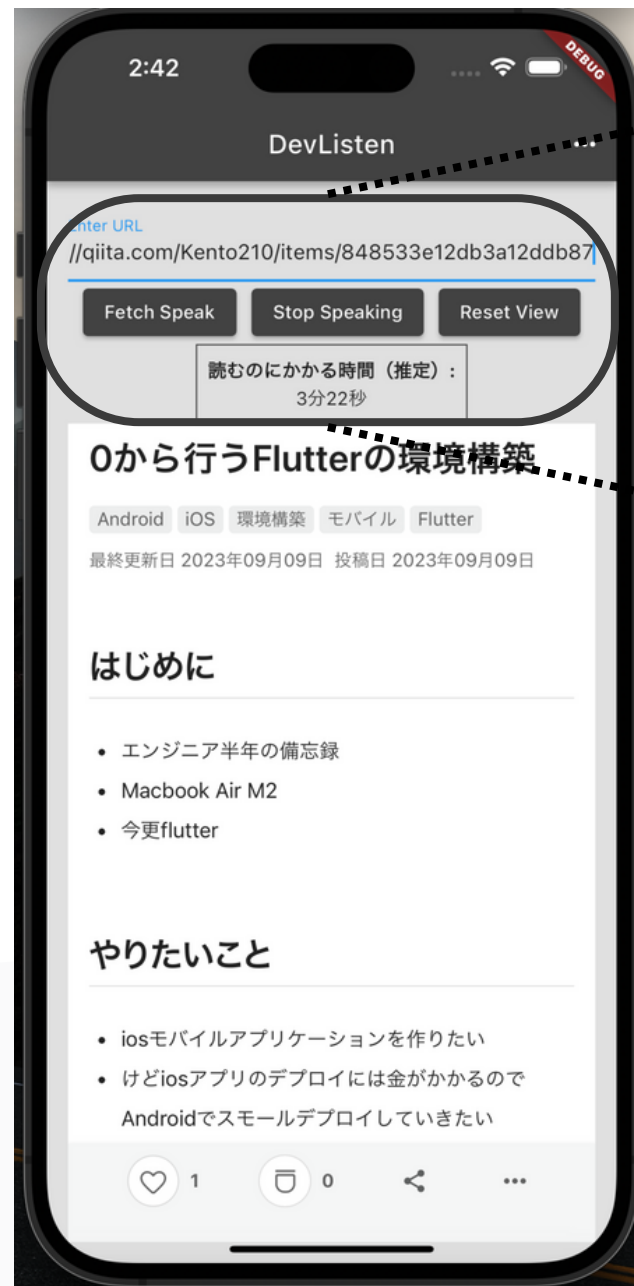 2:42
DEBUG
DevListen
Enter URL
//qiita.com/Kento210/items/848533e12db3a12ddb87
Fetch Speak Stop Speaking Reset View
読むのにかかる時間（推定）:
3分22秒
0から行うFlutterの環境構築
Android iOS 環境構築 モバイル Flutter
最終更新日 2023年09月09日 投稿日 2023年09月09日
はじめに
• エンジニア半年の備忘録
• Macbook Air M2
• 今更flutter
やりたいこと
• iosモバイルアプリケーションを作りたい
• けどiosアプリのデプロイには金がかかるので
Androidでスモールデプロイしていきたい
1 0